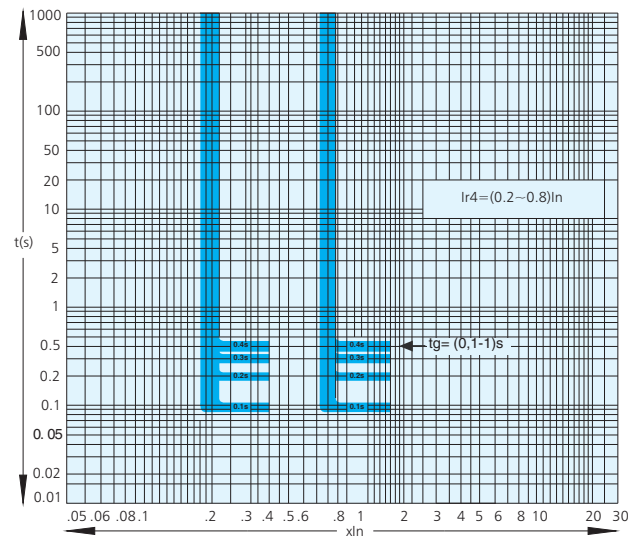 1000
500
100
50
20
10
5
2
1
0.5
0.2
0.1
0.05
0.02
0.01
t(s)
Ir4=(0.2~0.8)In
0.4s
0.3s
0.2s
0.1s
0.4s
0.3s
0.2s
0.1s
tg= (0,1-1)s
.05 .06 .08 .1 .2 .3 .4 .5 .6 .8 1 2 3 4 5 6 8 10 20 30
xIn